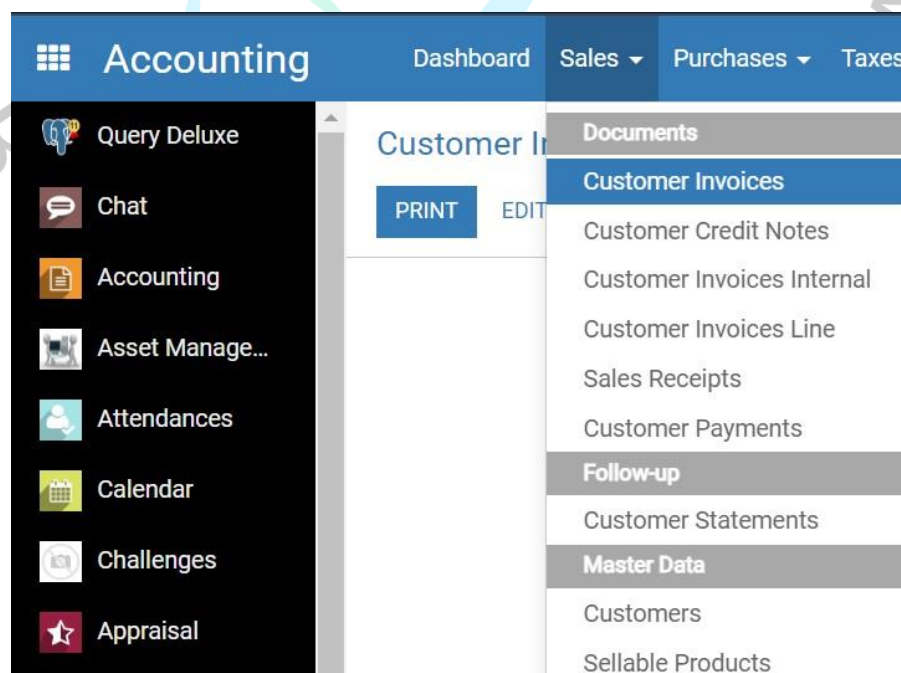 Accounting Dashboard Sales Purchases Taxes
Query Deluxe
Chat
Accounting
Asset Manage...
Attendances
Calendar
Challenges
Appraisal
Customer
PRINT EDIT
Documents
Customer Invoices
Customer Credit Notes
Customer Invoices Internal
Customer Invoices Line
Sales Receipts
Customer Payments
Follow-up
Customer Statements
Master Data
Customers
Sellable Products